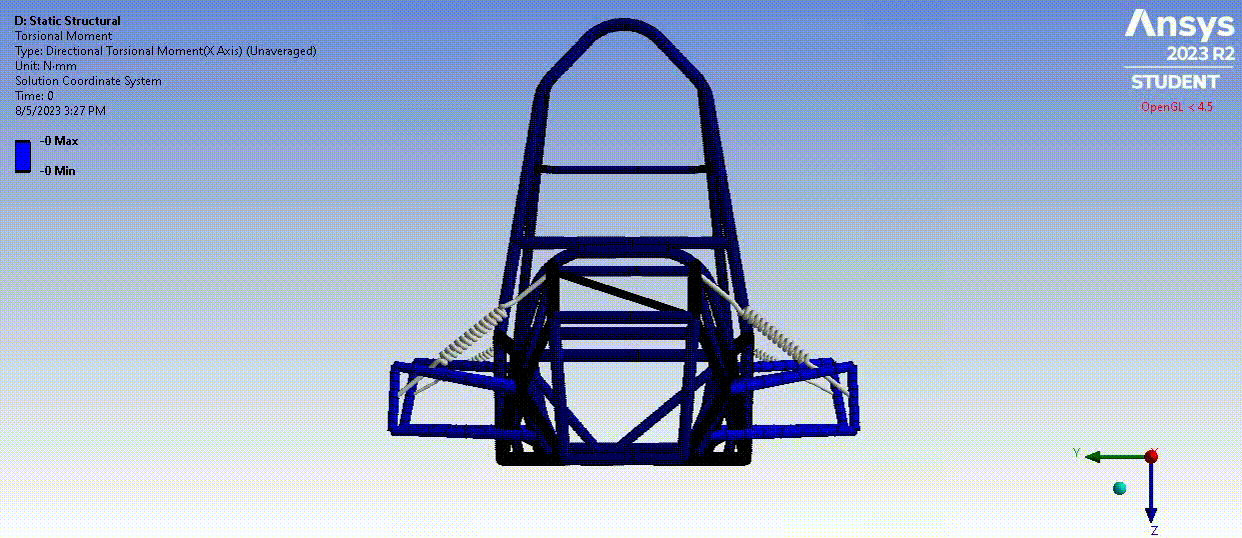 D: Static Structural
Torsional Moment
Type: Directional Torsional Moment(X Axis) (Unaveraged)
Unit: N·mm
Solution Coordinate System
Time: 0
8/5/2023 3:27 PM
-0 Max
-0 Min
Ansys
2023 R2
STUDENT
OpenGL < 4.5
Y
X
Z